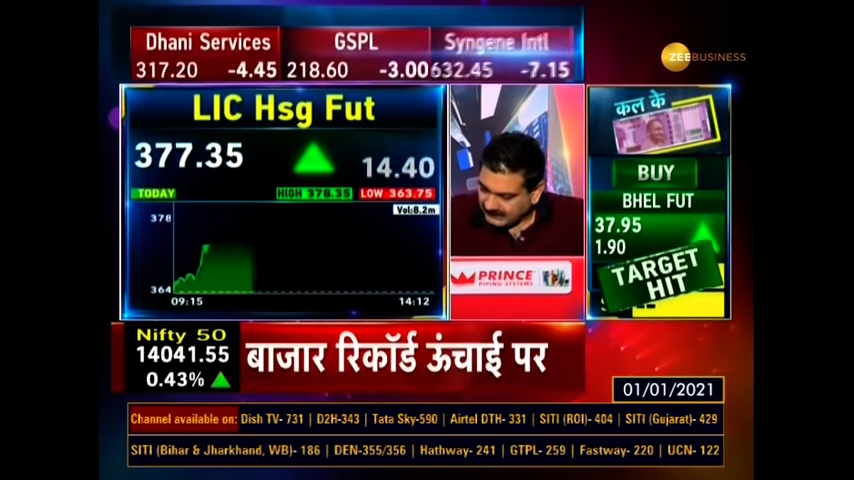 Dhani Services
317.20 -4.45
GSPL
218.60 -3.00
Syngene Intl
632.45 -7.15
ZEEBUSINESS
LIC Hsg Fut
377.35 14.40
TODAY HIGH 378.35 LOW 363.75
Vol:8.2m
378
364
09:15 14:12
PRINCE
PIPING SYSTEMS
कल के
BUY
BHEL FUT
37.95
1.90
TARGET
HIT
Nifty 50
14041.55
0.43%
बाजार रिकॉर्ड ऊंचाई पर
01/01/2021
Channel available on: Dish TV- 731 | D2H-343 | Tata Sky-590 | Airtel DTH- 331 | SITI (ROI)- 404 | SITI (Gujarat)- 429
SITI (Bihar & Jharkhand, WB)- 186 | DEN-355/356 | Hathway- 241 | GTPL- 259 | Fastway- 220 | UCN- 122